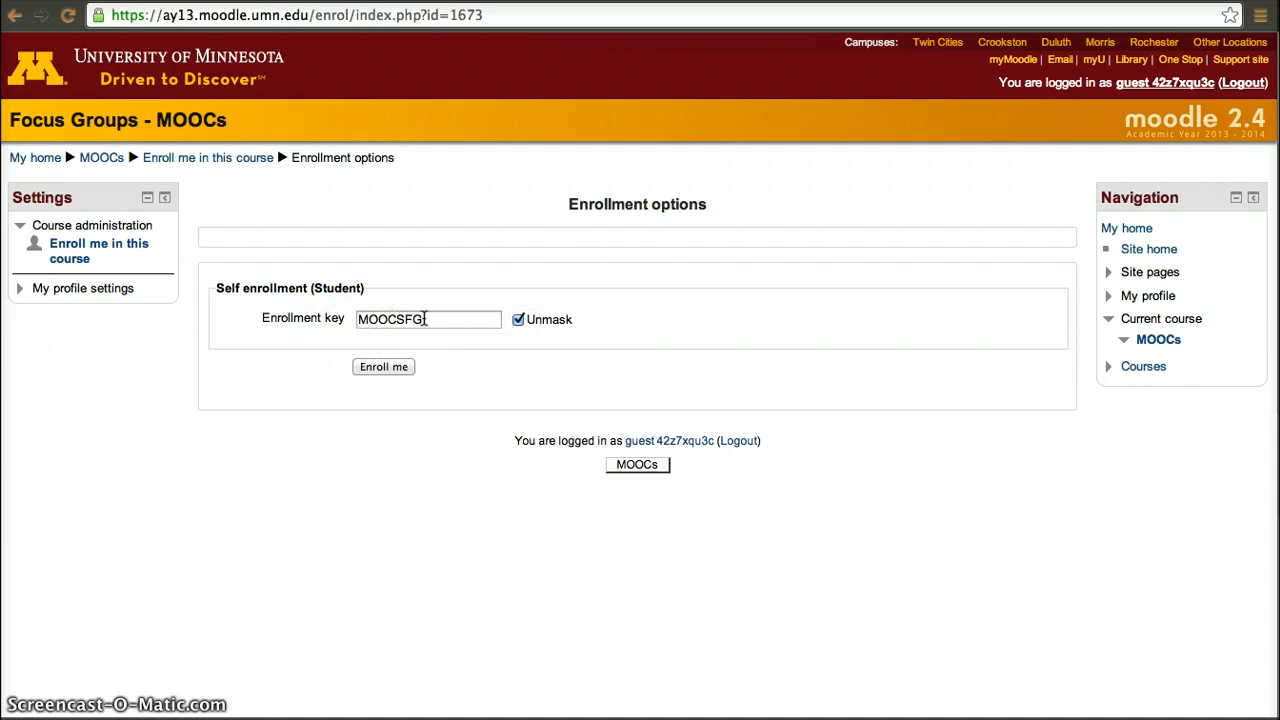 https://ay13.moodle.umn.edu/enrol/index.php?id=1673
UNIVERSITY OF MINNESOTA
Driven to Discover℠
Campuses: Twin Cities Crookston Duluth Morris Rochester Other Locations
myMoodle | Email | myU | Library | One Stop | Support site
You are logged in as guest 42z7xqu3c (Logout)
Focus Groups - MOOCs
moodle 2.4
Academic Year 2013 - 2014
My home ▶ MOOCs ▶ Enroll me in this course ▶ Enrollment options
Settings
Course administration
Enroll me in this
course
My profile settings
Enrollment options
Self enrollment (Student)
Enrollment key MOOCSFG Unmask
Enroll me
You are logged in as guest 42z7xqu3c (Logout)
MOOCs
Navigation
My home
Site home
Site pages
My profile
Current course
MOOCs
Courses
Screencast-O-Matic.com